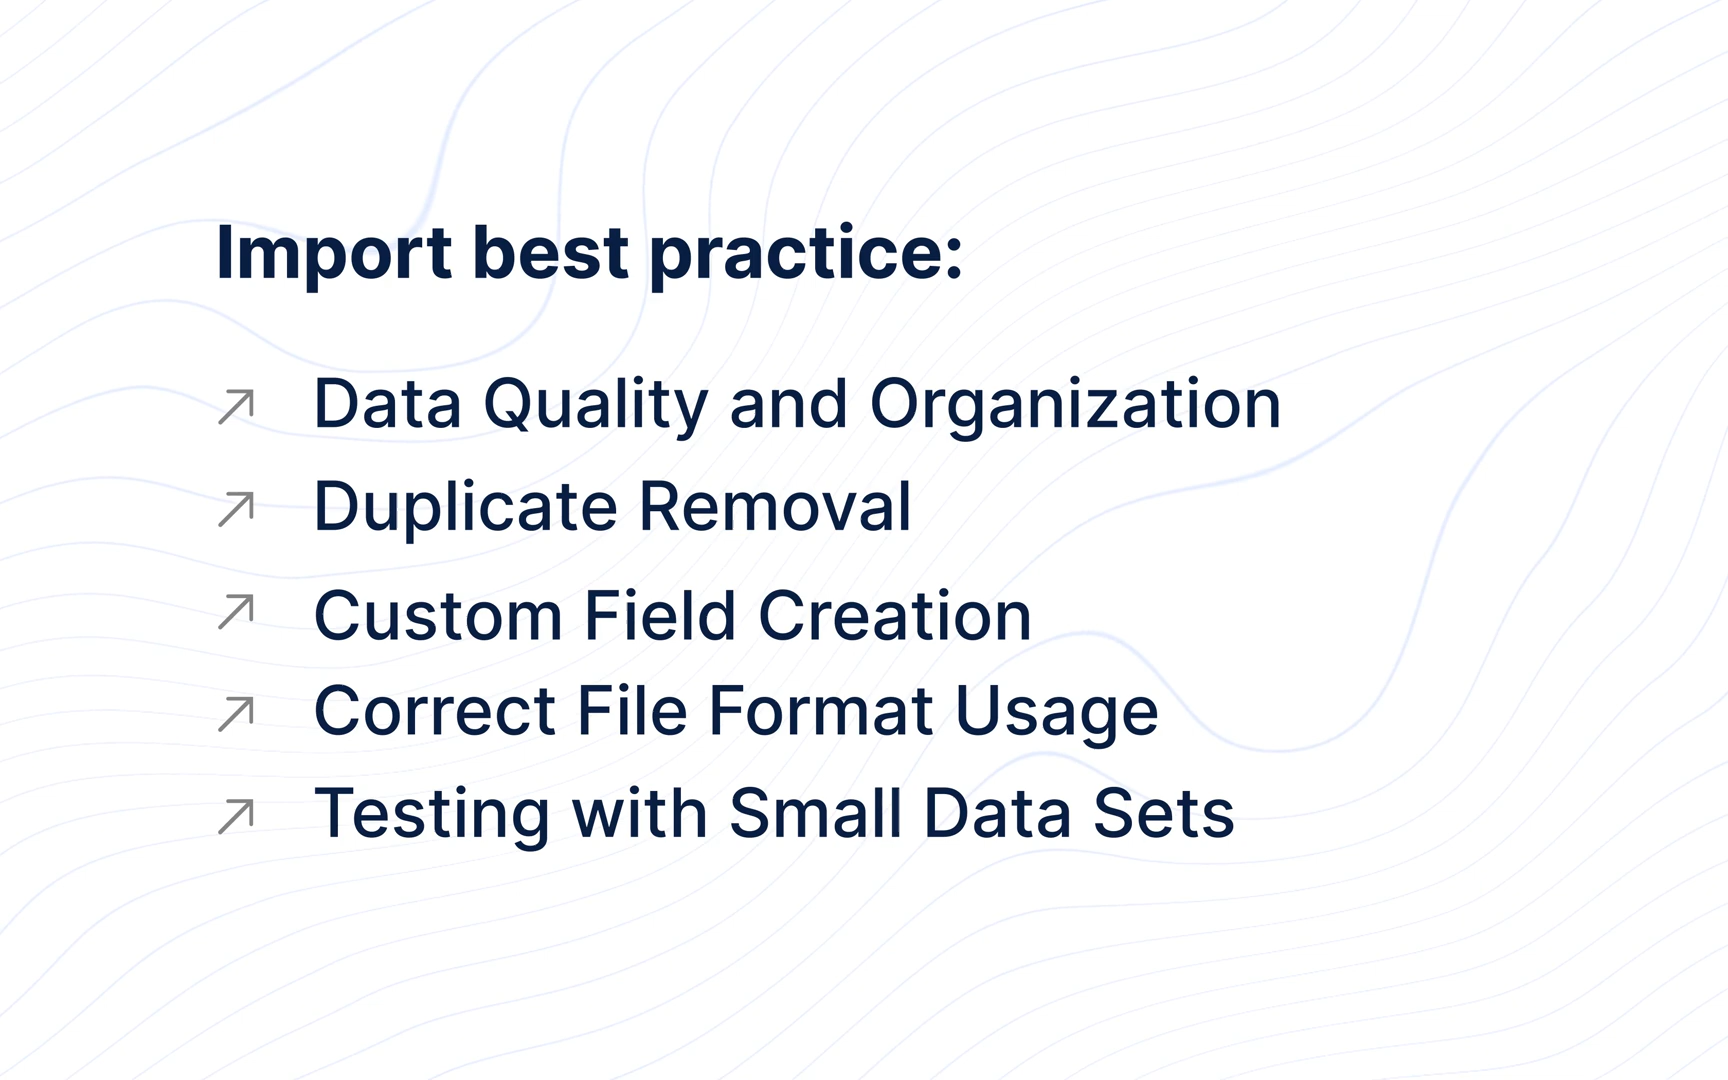 Import best practice:
Data Quality and Organization
Duplicate Removal
Custom Field Creation
Correct File Format Usage
Testing with Small Data Sets